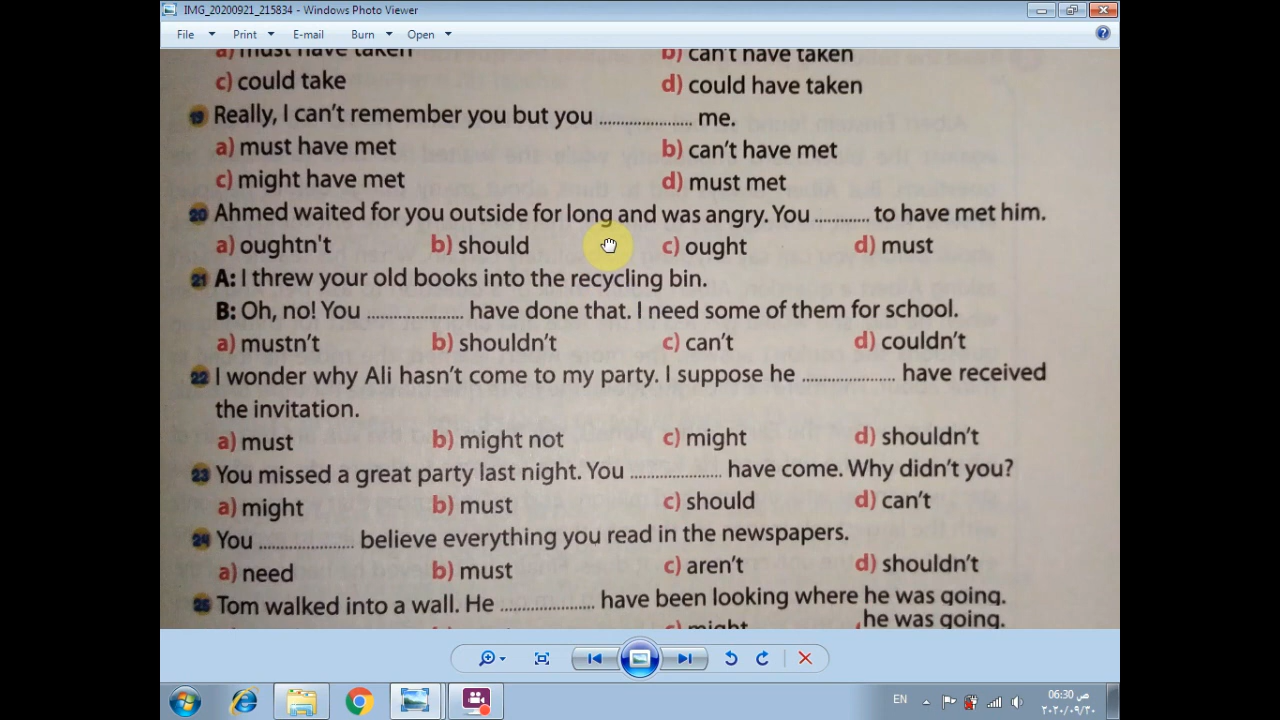 IMG_20200921_215834 - Windows Photo Viewer
File Print E-mail Burn Open
a) must have taken b) can't have taken
c) could take d) could have taken
19 Really, I can't remember you but you .................... me.
a) must have met b) can't have met
c) might have met d) must met
20 Ahmed waited for you outside for long and was angry. You ............ to have met him.
a) oughtn't b) should c) ought d) must
21 A: I threw your old books into the recycling bin.
B: Oh, no! You .................... have done that. I need some of them for school.
a) mustn't b) shouldn't c) can't d) couldn't
22 I wonder why Ali hasn't come to my party. I suppose he .................... have received
the invitation.
a) must b) might not c) might d) shouldn't
23 You missed a great party last night. You .................... have come. Why didn't you?
a) might b) must c) should d) can't
24 You .................... believe everything you read in the newspapers.
a) need b) must c) aren't d) shouldn't
25 Tom walked into a wall. He .................... have been looking where he was going.
c) might he was going.
EN 06:30 ص
٢٠٢٠/٠٩/٣٠